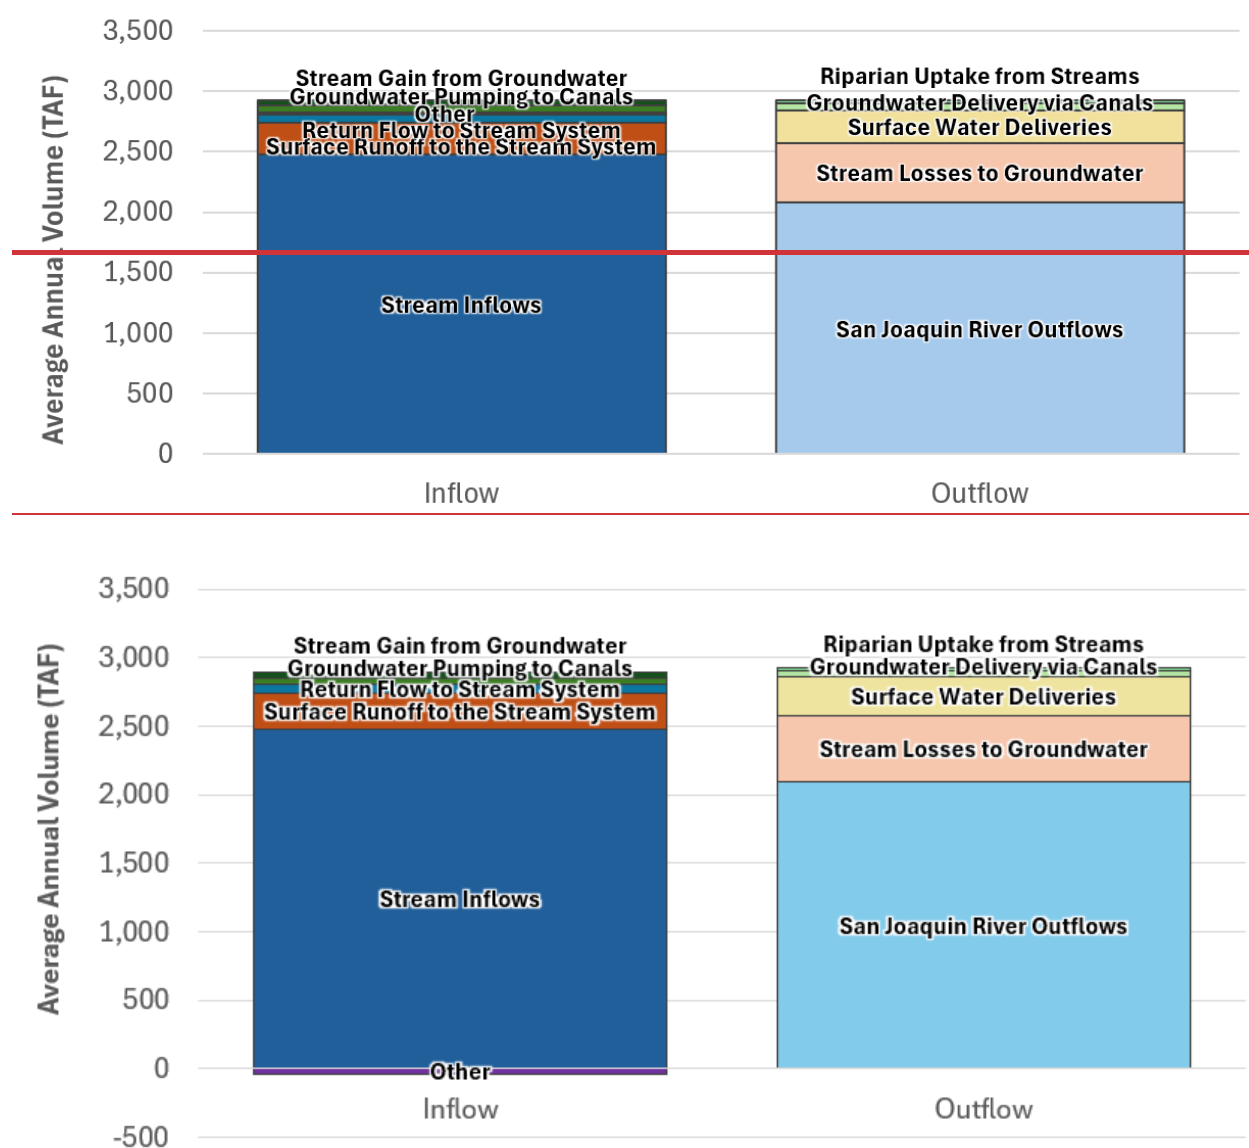 3,500
3,000
2,500
2,000
1,500
1,000
500
0
Average Annual Volume (TAF)
Stream Gain from Groundwater
Groundwater Pumping to Canals
Other
Return Flow to Stream System
Surface Runoff to the Stream System
Stream Inflows
Riparian Uptake from Streams
Groundwater Delivery via Canals
Surface Water Deliveries
Stream Losses to Groundwater
San Joaquin River Outflows
Inflow
Outflow
3,500
3,000
2,500
2,000
1,500
1,000
500
0
-500
Average Annual Volume (TAF)
Stream Gain from Groundwater
Groundwater Pumping to Canals
Return Flow to Stream System
Surface Runoff to the Stream System
Stream Inflows
Other
Riparian Uptake from Streams
Groundwater Delivery via Canals
Surface Water Deliveries
Stream Losses to Groundwater
San Joaquin River Outflows
Inflow
Outflow